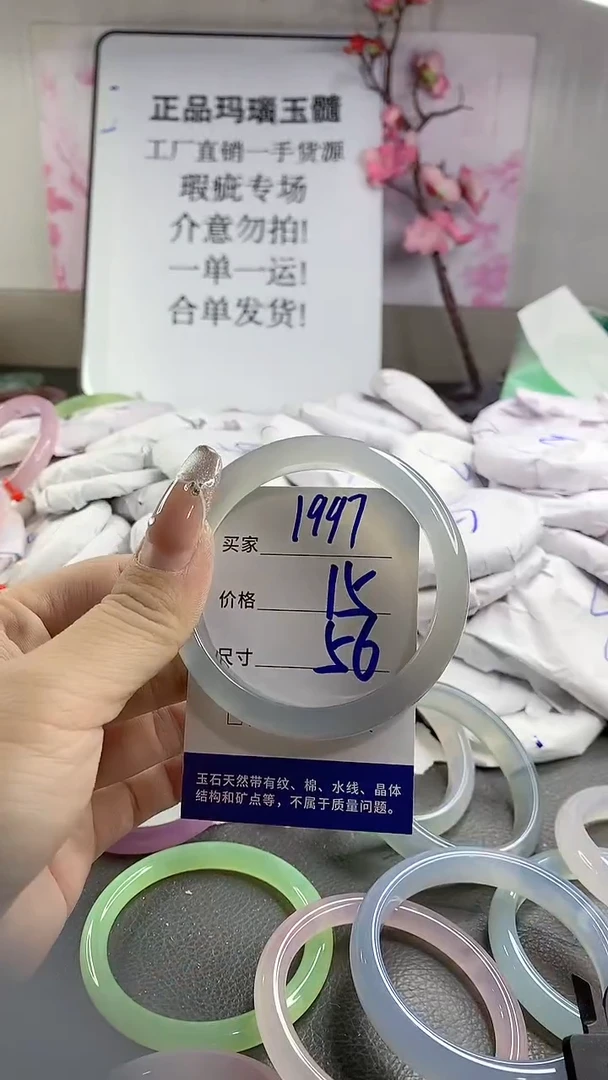 正品玛瑙玉髓
工厂直销一手货源
瑕疵专场
介意勿拍!
一单一运!
合单发货!
买家 1997
价格 15
尺寸 56
玉石天然带有纹、棉、水线、晶体
结构和矿点等，不属于质量问题。